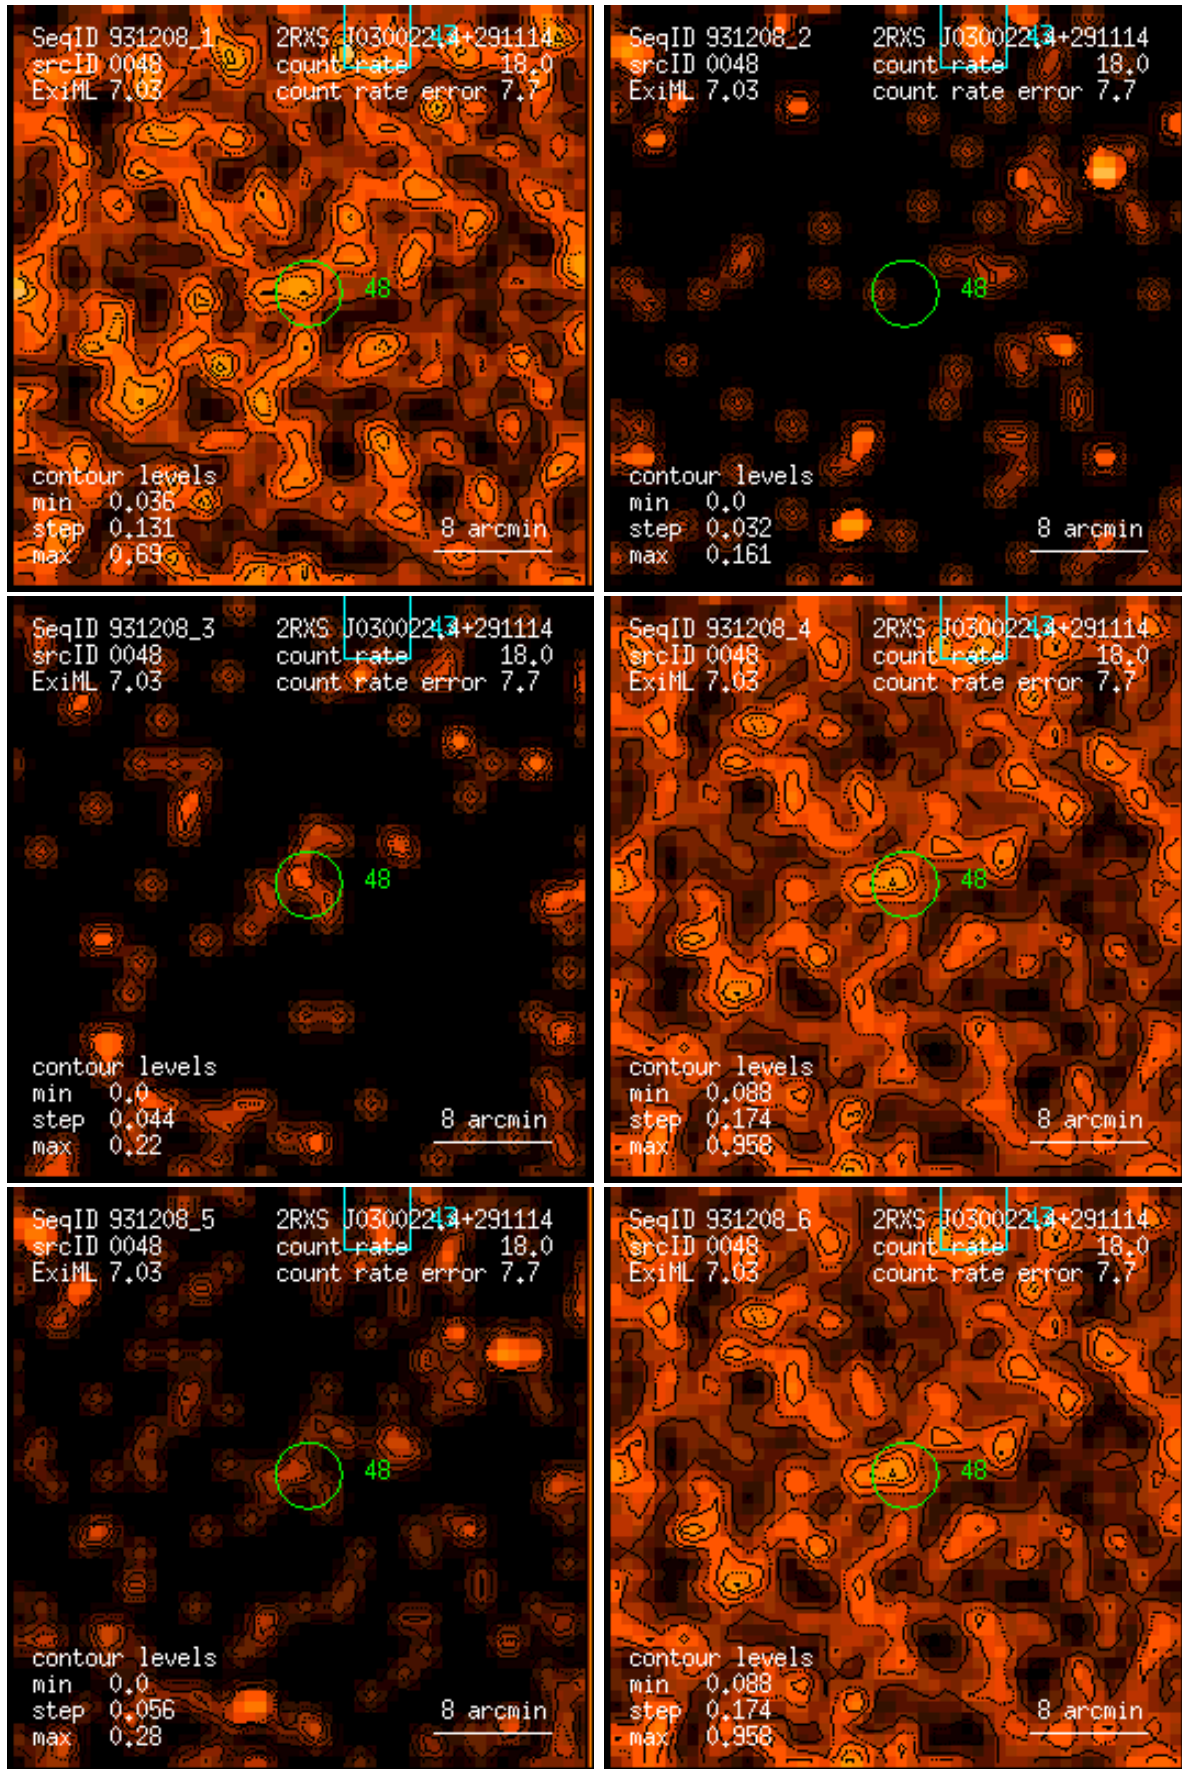 SeqID 931208_1 2RXS J030022.4+291114
43
srcID 0048 count rate 18.0
ExiML 7.03 count rate error 7.7
48
contour levels
min 0.036
step 0.131 8 arcmin
max 0.69
SeqID 931208_2 2RXS J030022.4+291114
43
srcID 0048 count rate 18.0
ExiML 7.03 count rate error 7.7
48
contour levels
min 0.0
step 0.032 8 arcmin
max 0.161
SeqID 931208_3 2RXS J030022.4+291114
43
srcID 0048 count rate 18.0
ExiML 7.03 count rate error 7.7
48
contour levels
min 0.0
step 0.044 8 arcmin
max 0.22
SeqID 931208_4 2RXS J030022.4+291114
43
srcID 0048 count rate 18.0
ExiML 7.03 count rate error 7.7
48
contour levels
min 0.088
step 0.174 8 arcmin
max 0.958
SeqID 931208_5 2RXS J030022.4+291114
43
srcID 0048 count rate 18.0
ExiML 7.03 count rate error 7.7
48
contour levels
min 0.0
step 0.056 8 arcmin
max 0.28
SeqID 931208_6 2RXS J030022.4+291114
43
srcID 0048 count rate 18.0
ExiML 7.03 count rate error 7.7
48
contour levels
min 0.088
step 0.174 8 arcmin
max 0.958